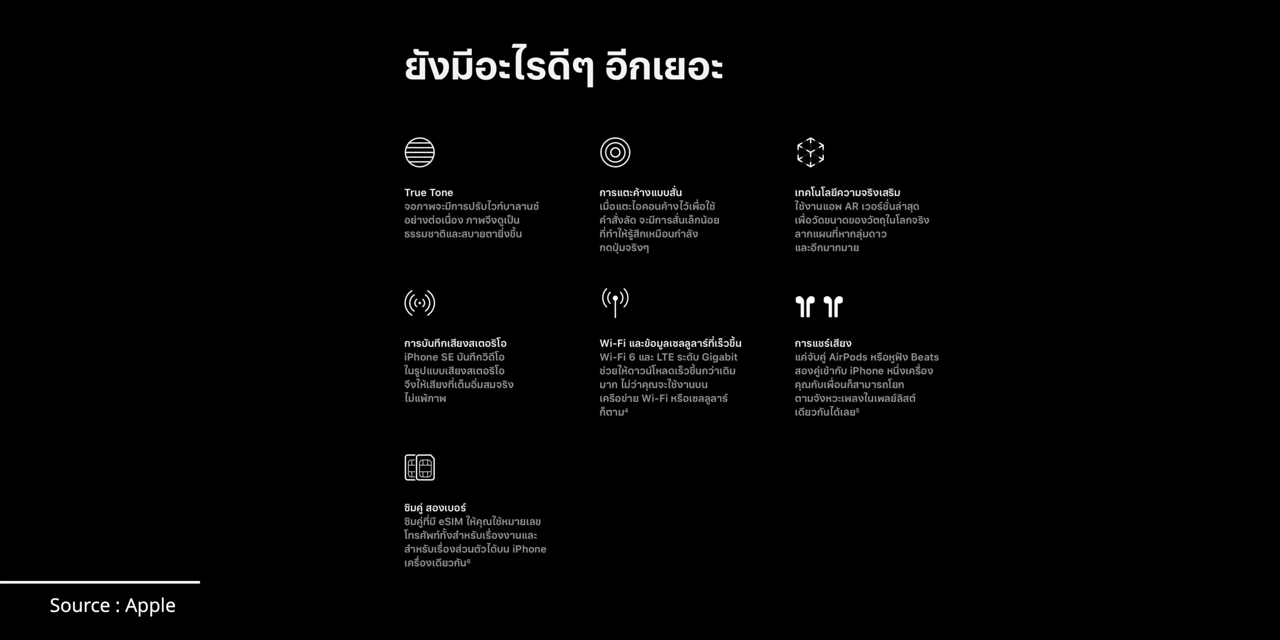 ยังมีอะไรดีๆ อีกเยอะ
True Tone
จอภาพจะมีการปรับไวท์บาลานซ์
อย่างต่อเนื่อง ภาพจึงดูเป็น
ธรรมชาติและสบายตายิ่งขึ้น
การแตะค้างแบบสั่น
เมื่อแตะไอคอนค้างไว้เพื่อใช้
คำสั่งลัด จะมีการสั่นเล็กน้อย
ที่ทำให้รู้สึกเหมือนกำลัง
กดปุ่มจริงๆ
เทคโนโลยีความจริงเสริม
ใช้งานแอพ AR เวอร์ชั่นล่าสุด
เพื่อวัดขนาดของวัตถุในโลกจริง
ลากแผนที่หากลุ่มดาว
และอีกมากมาย
การบันทึกเสียงสเตอริโอ
iPhone SE บันทึกวิดีโอ
ในรูปแบบเสียงสเตอริโอ
จึงให้เสียงที่เต็มอิ่มสมจริง
ไม่แพ้ภาพ
Wi-Fi และข้อมูลเซลลูลาร์ที่เร็วขึ้น
Wi-Fi 6 และ LTE ระดับ Gigabit
ช่วยให้ดาวน์โหลดเร็วขึ้นกว่าเดิม
มาก ไม่ว่าคุณจะใช้งานบน
เครือข่าย Wi-Fi หรือเซลลูลาร์
ก็ตาม⁴
การแชร์เสียง
แค่จับคู่ AirPods หรือหูฟัง Beats
สองคู่เข้ากับ iPhone หนึ่งเครื่อง
คุณกับเพื่อนก็สามารถโยก
ตามจังหวะเพลงในเพลย์ลิสต์
เดียวกันได้เลย⁵
ซิมคู่ สองเบอร์
ซิมคู่ที่มี eSIM ให้คุณใช้หมายเลข
โทรศัพท์ทั้งสำหรับเรื่องงานและ
สำหรับเรื่องส่วนตัวได้บน iPhone
เครื่องเดียวกัน⁶
Source : Apple